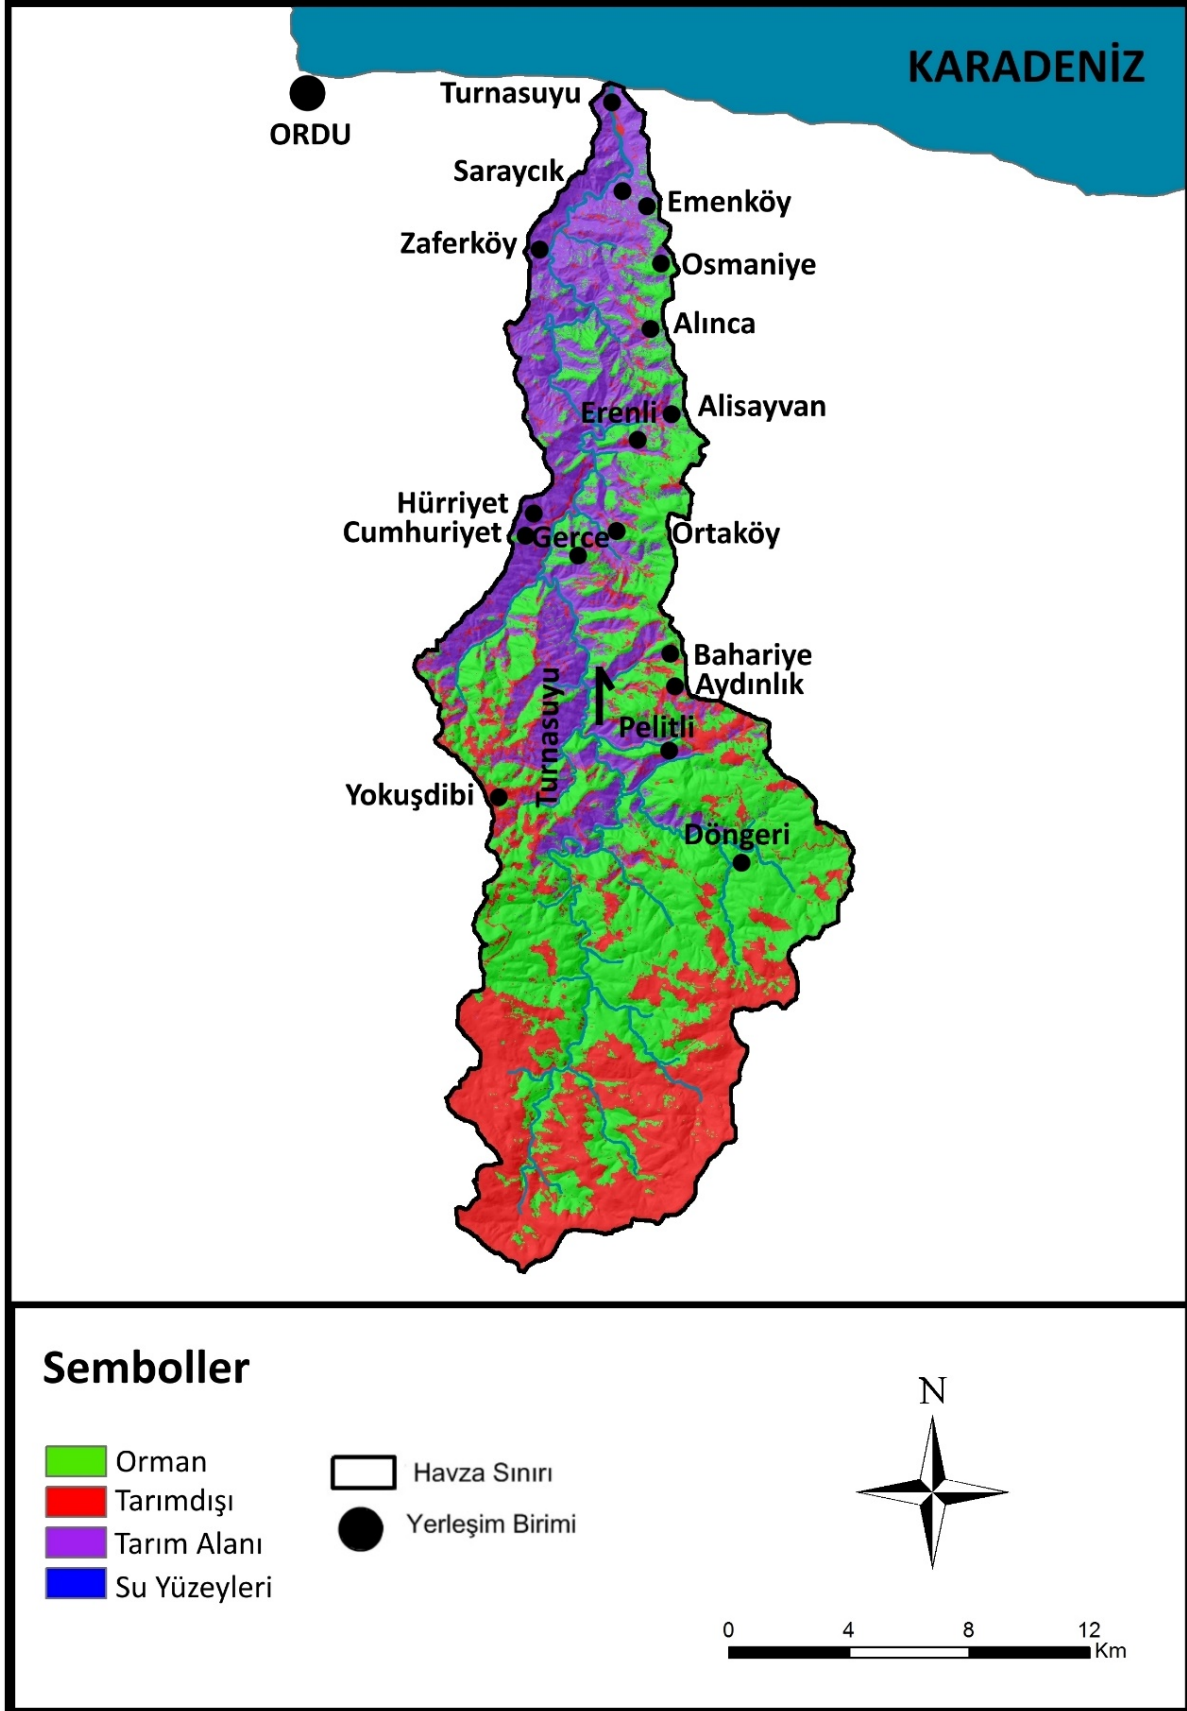 KARADENİZ
ORDU
Turnasuyu
Saraycık
Emenköy
Zaferköy
Osmaniye
Alınca
Alisayvan
Erenli
Hürriyet
Cumhuriyet
Gerce
Ortaköy
Bahariye
Aydınlık
Turnasuyu
Pelitli
Yokuşdibi
Döngeri
Semboller
Orman
Tarımdışı
Tarım Alanı
Su Yüzeyleri
Havza Sınırı
Yerleşim Birimi
N
0 4 8 12
Km